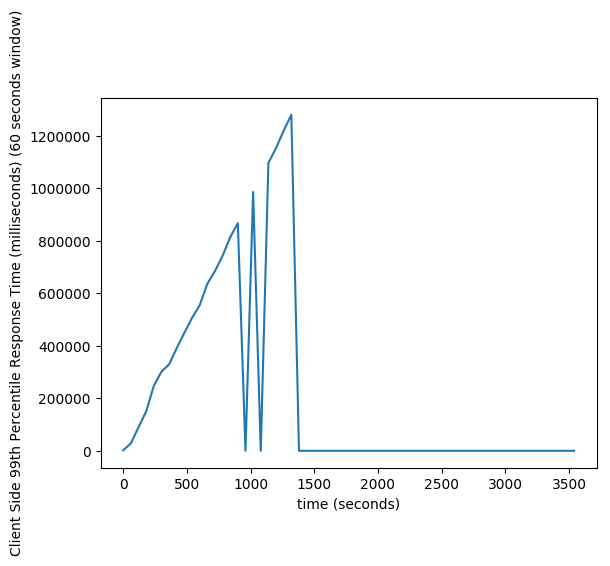 Client Side 99th Percentile Response Time (milliseconds) (60 seconds window)
1200000
1000000
800000
600000
400000
200000
0
0 500 1000 1500 2000 2500 3000 3500
time (seconds)